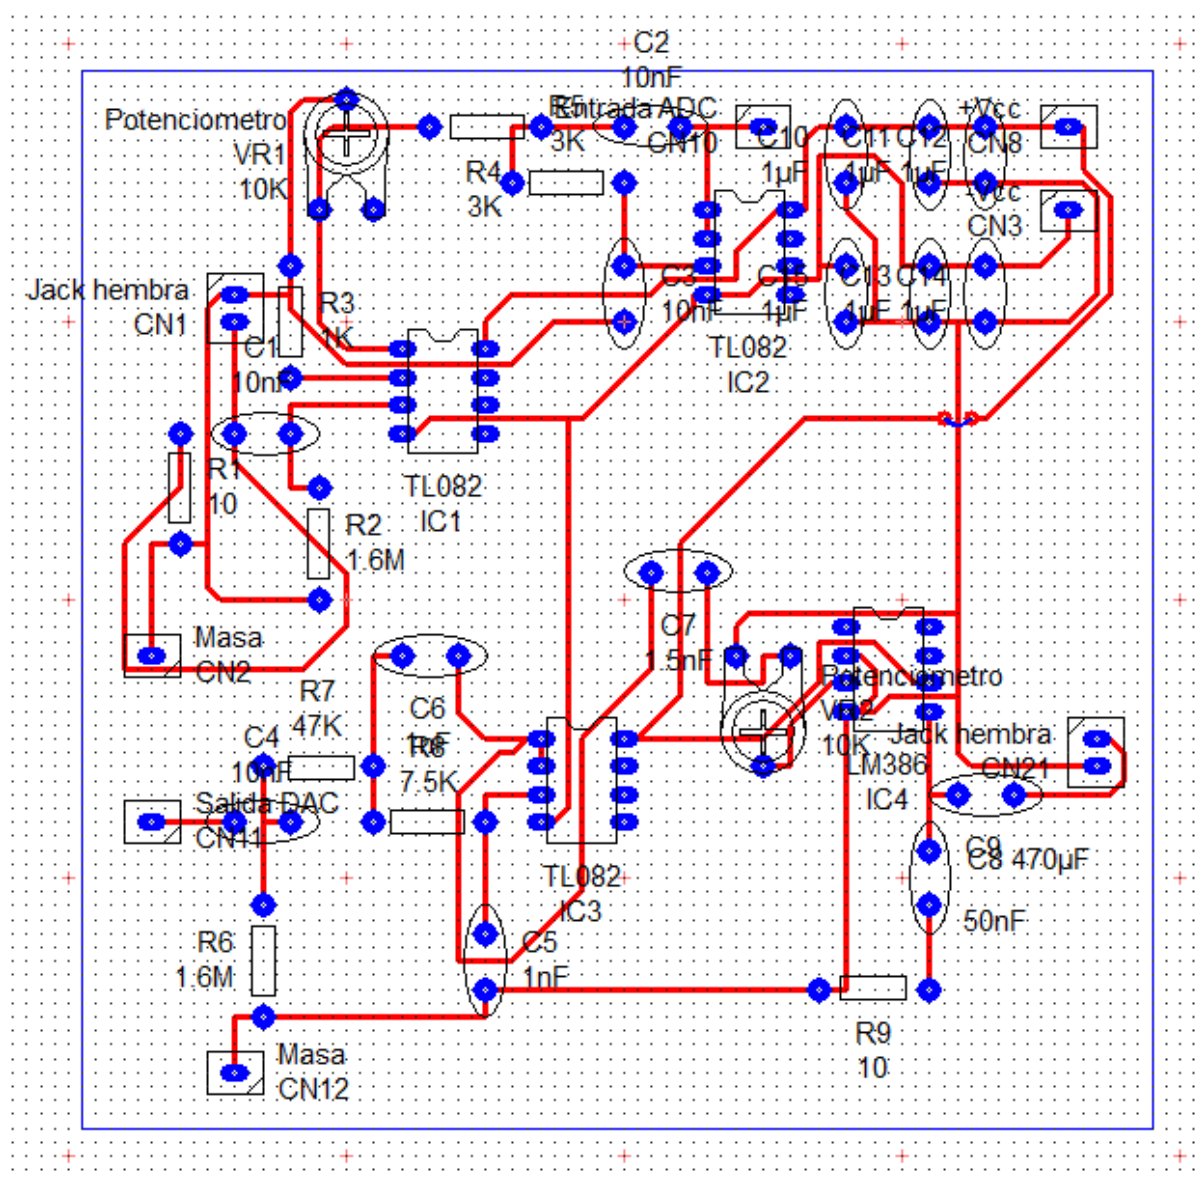 C2
10nF
Potenciometro
VR1
10K
R5
3K
Entrada ADC
CN10
C10
1µF
C11
1µF
C12
1µF
+Vcc
CN8
R4
3K
-Vcc
CN3
Jack hembra
CN1
R3
1K
C1
10nF
C3
10nF
C15
1µF
C13
1µF
C14
1µF
TL082
IC2
R1
10
TL082
IC1
R2
1.6M
Masa
CN2
C7
1.5nF
Potenciometro
VR2
10K
R7
47K
C6
1nF
R8
7.5K
C4
10nF
Jack hembra
CN21
LM386
IC4
Salida DAC
CN11
TL082
IC3
C9
C8 470µF
50nF
R6
1.6M
C5
1nF
R9
10
Masa
CN12